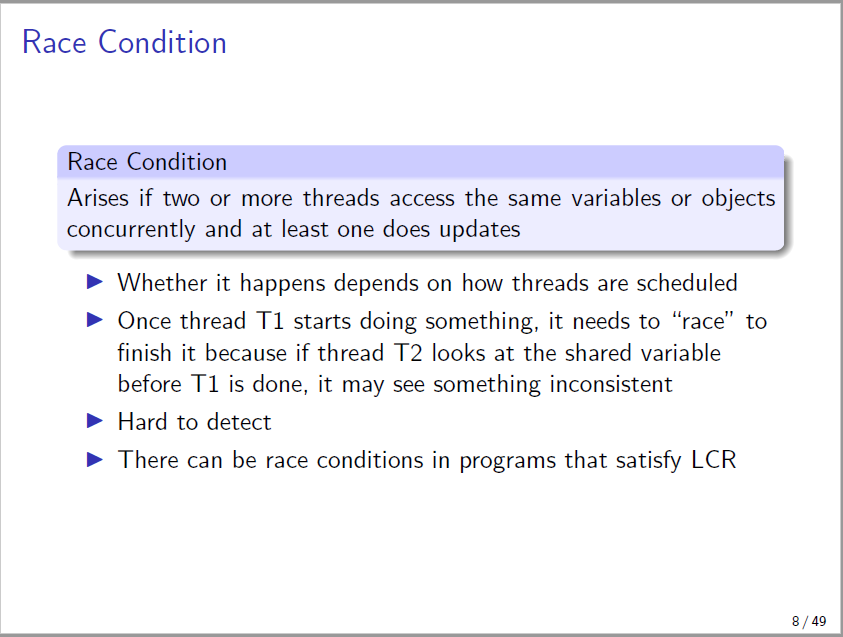 Race Condition
Race Condition
Arises if two or more threads access the same variables or objects
concurrently and at least one does updates
Whether it happens depends on how threads are scheduled
Once thread T1 starts doing something, it needs to “race” to
finish it because if thread T2 looks at the shared variable
before T1 is done, it may see something inconsistent
Hard to detect
There can be race conditions in programs that satisfy LCR
8 / 49